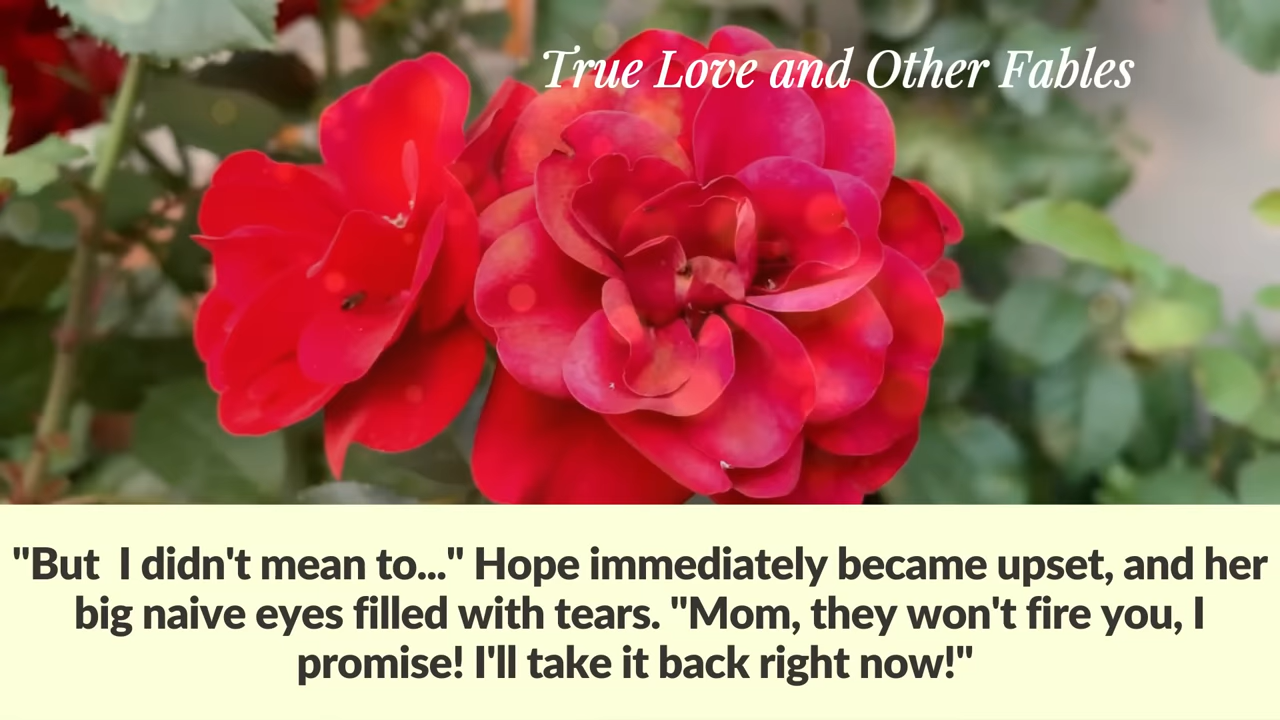 True Love and Other Fables
"But  I didn't mean to..." Hope immediately became upset, and her
big naive eyes filled with tears. "Mom, they won't fire you, I
promise! I'll take it back right now!"